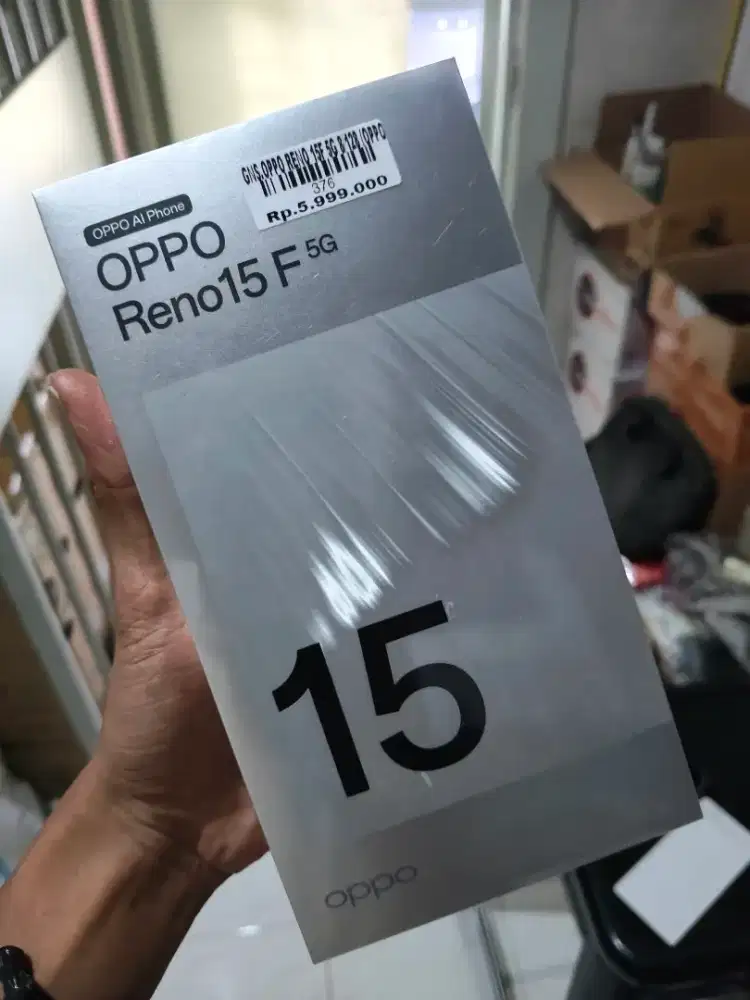 GNS,OPPO RENO 15F 5G 8-128 (OPPO
376
Rp.5.999.000
OPPO AI Phone
OPPO
Reno15 F 5G
15
oppo